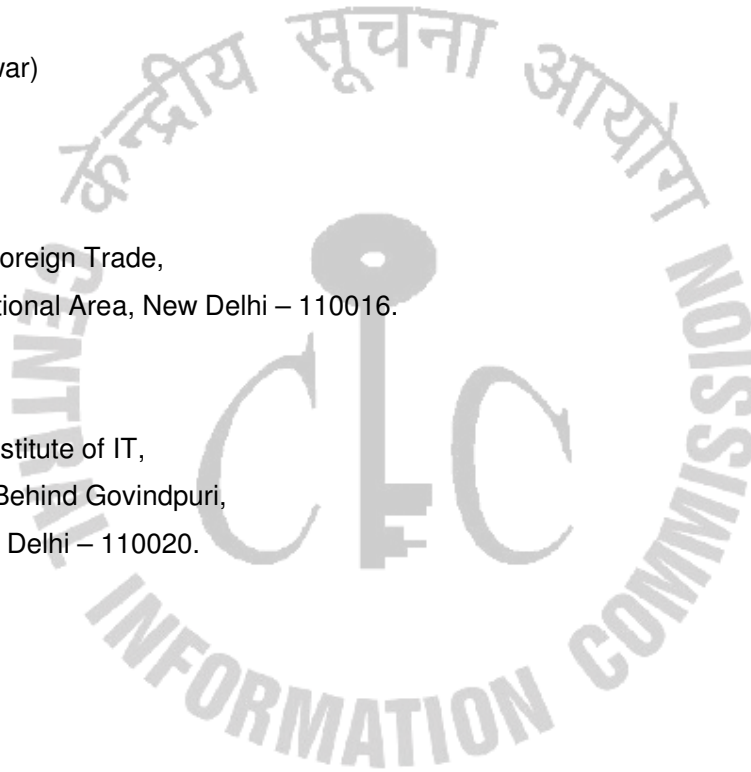 war)
केन्द्रीय सूचना आयोग
oreign Trade,
tional Area, New Delhi – 110016.
CIC
stitute of IT,
Behind Govindpuri,
Delhi – 110020.
CENTRAL INFORMATION COMMISSION